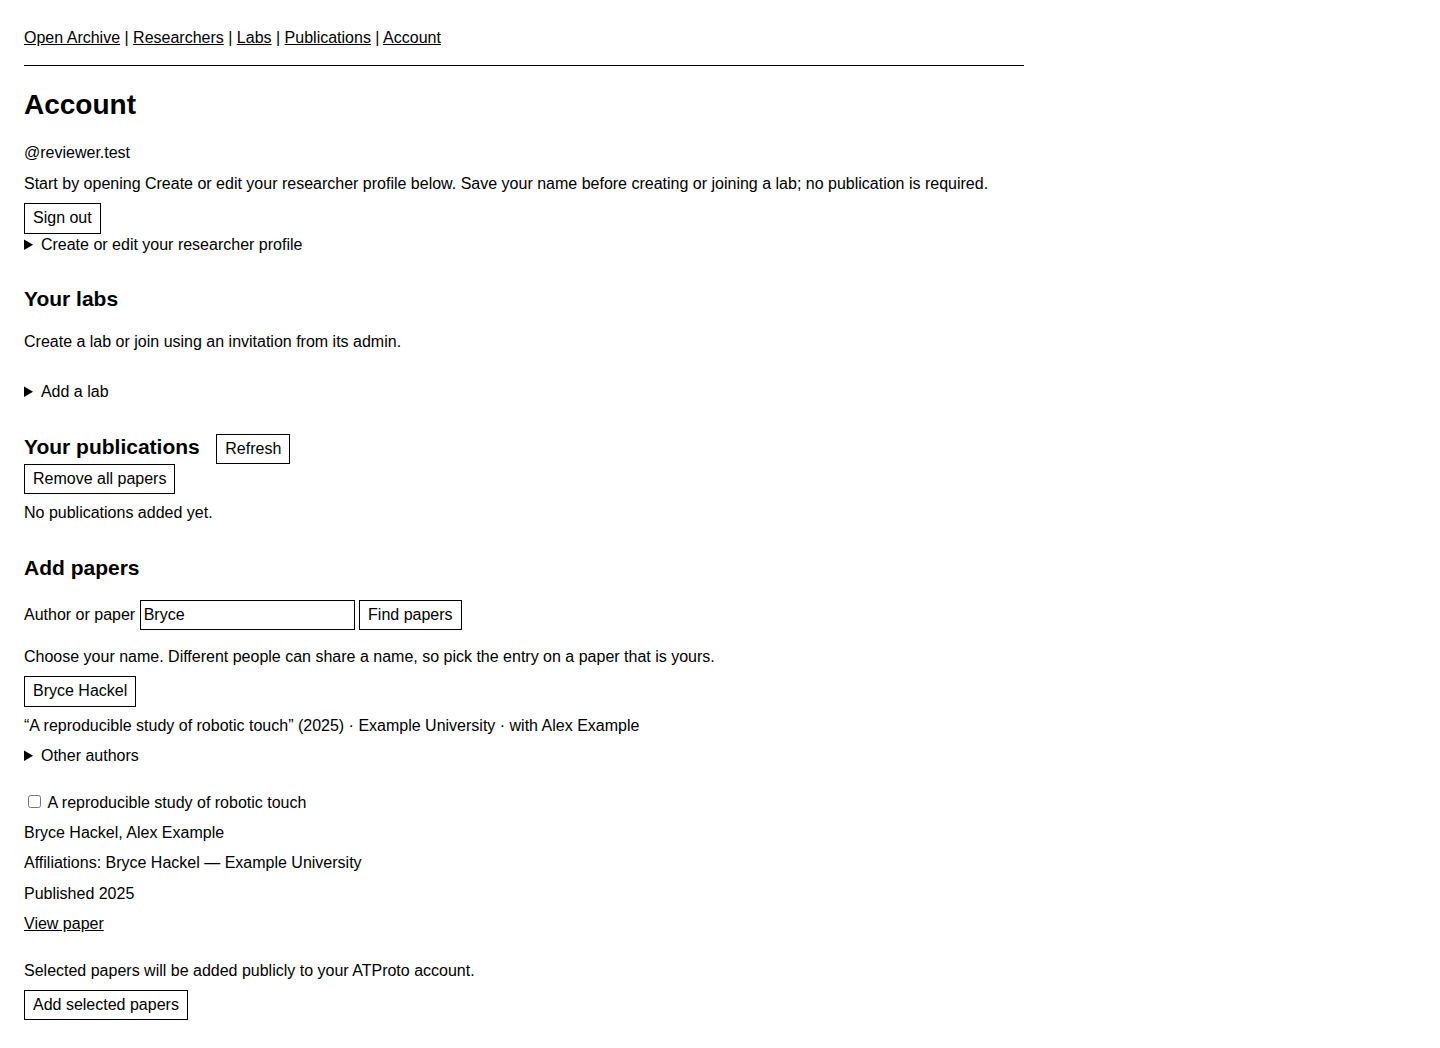 Open Archive | Researchers | Labs | Publications | Account
Account
@reviewer.test
Start by opening Create or edit your researcher profile below. Save your name before creating or joining a lab; no publication is required.
Sign out
Create or edit your researcher profile
Your labs
Create a lab or join using an invitation from its admin.
Add a lab
Your publications Refresh
Remove all papers
No publications added yet.
Add papers
Author or paper Bryce Find papers
Choose your name. Different people can share a name, so pick the entry on a paper that is yours.
Bryce Hackel
“A reproducible study of robotic touch” (2025) · Example University · with Alex Example
Other authors
A reproducible study of robotic touch
Bryce Hackel, Alex Example
Affiliations: Bryce Hackel — Example University
Published 2025
View paper
Selected papers will be added publicly to your ATProto account.
Add selected papers